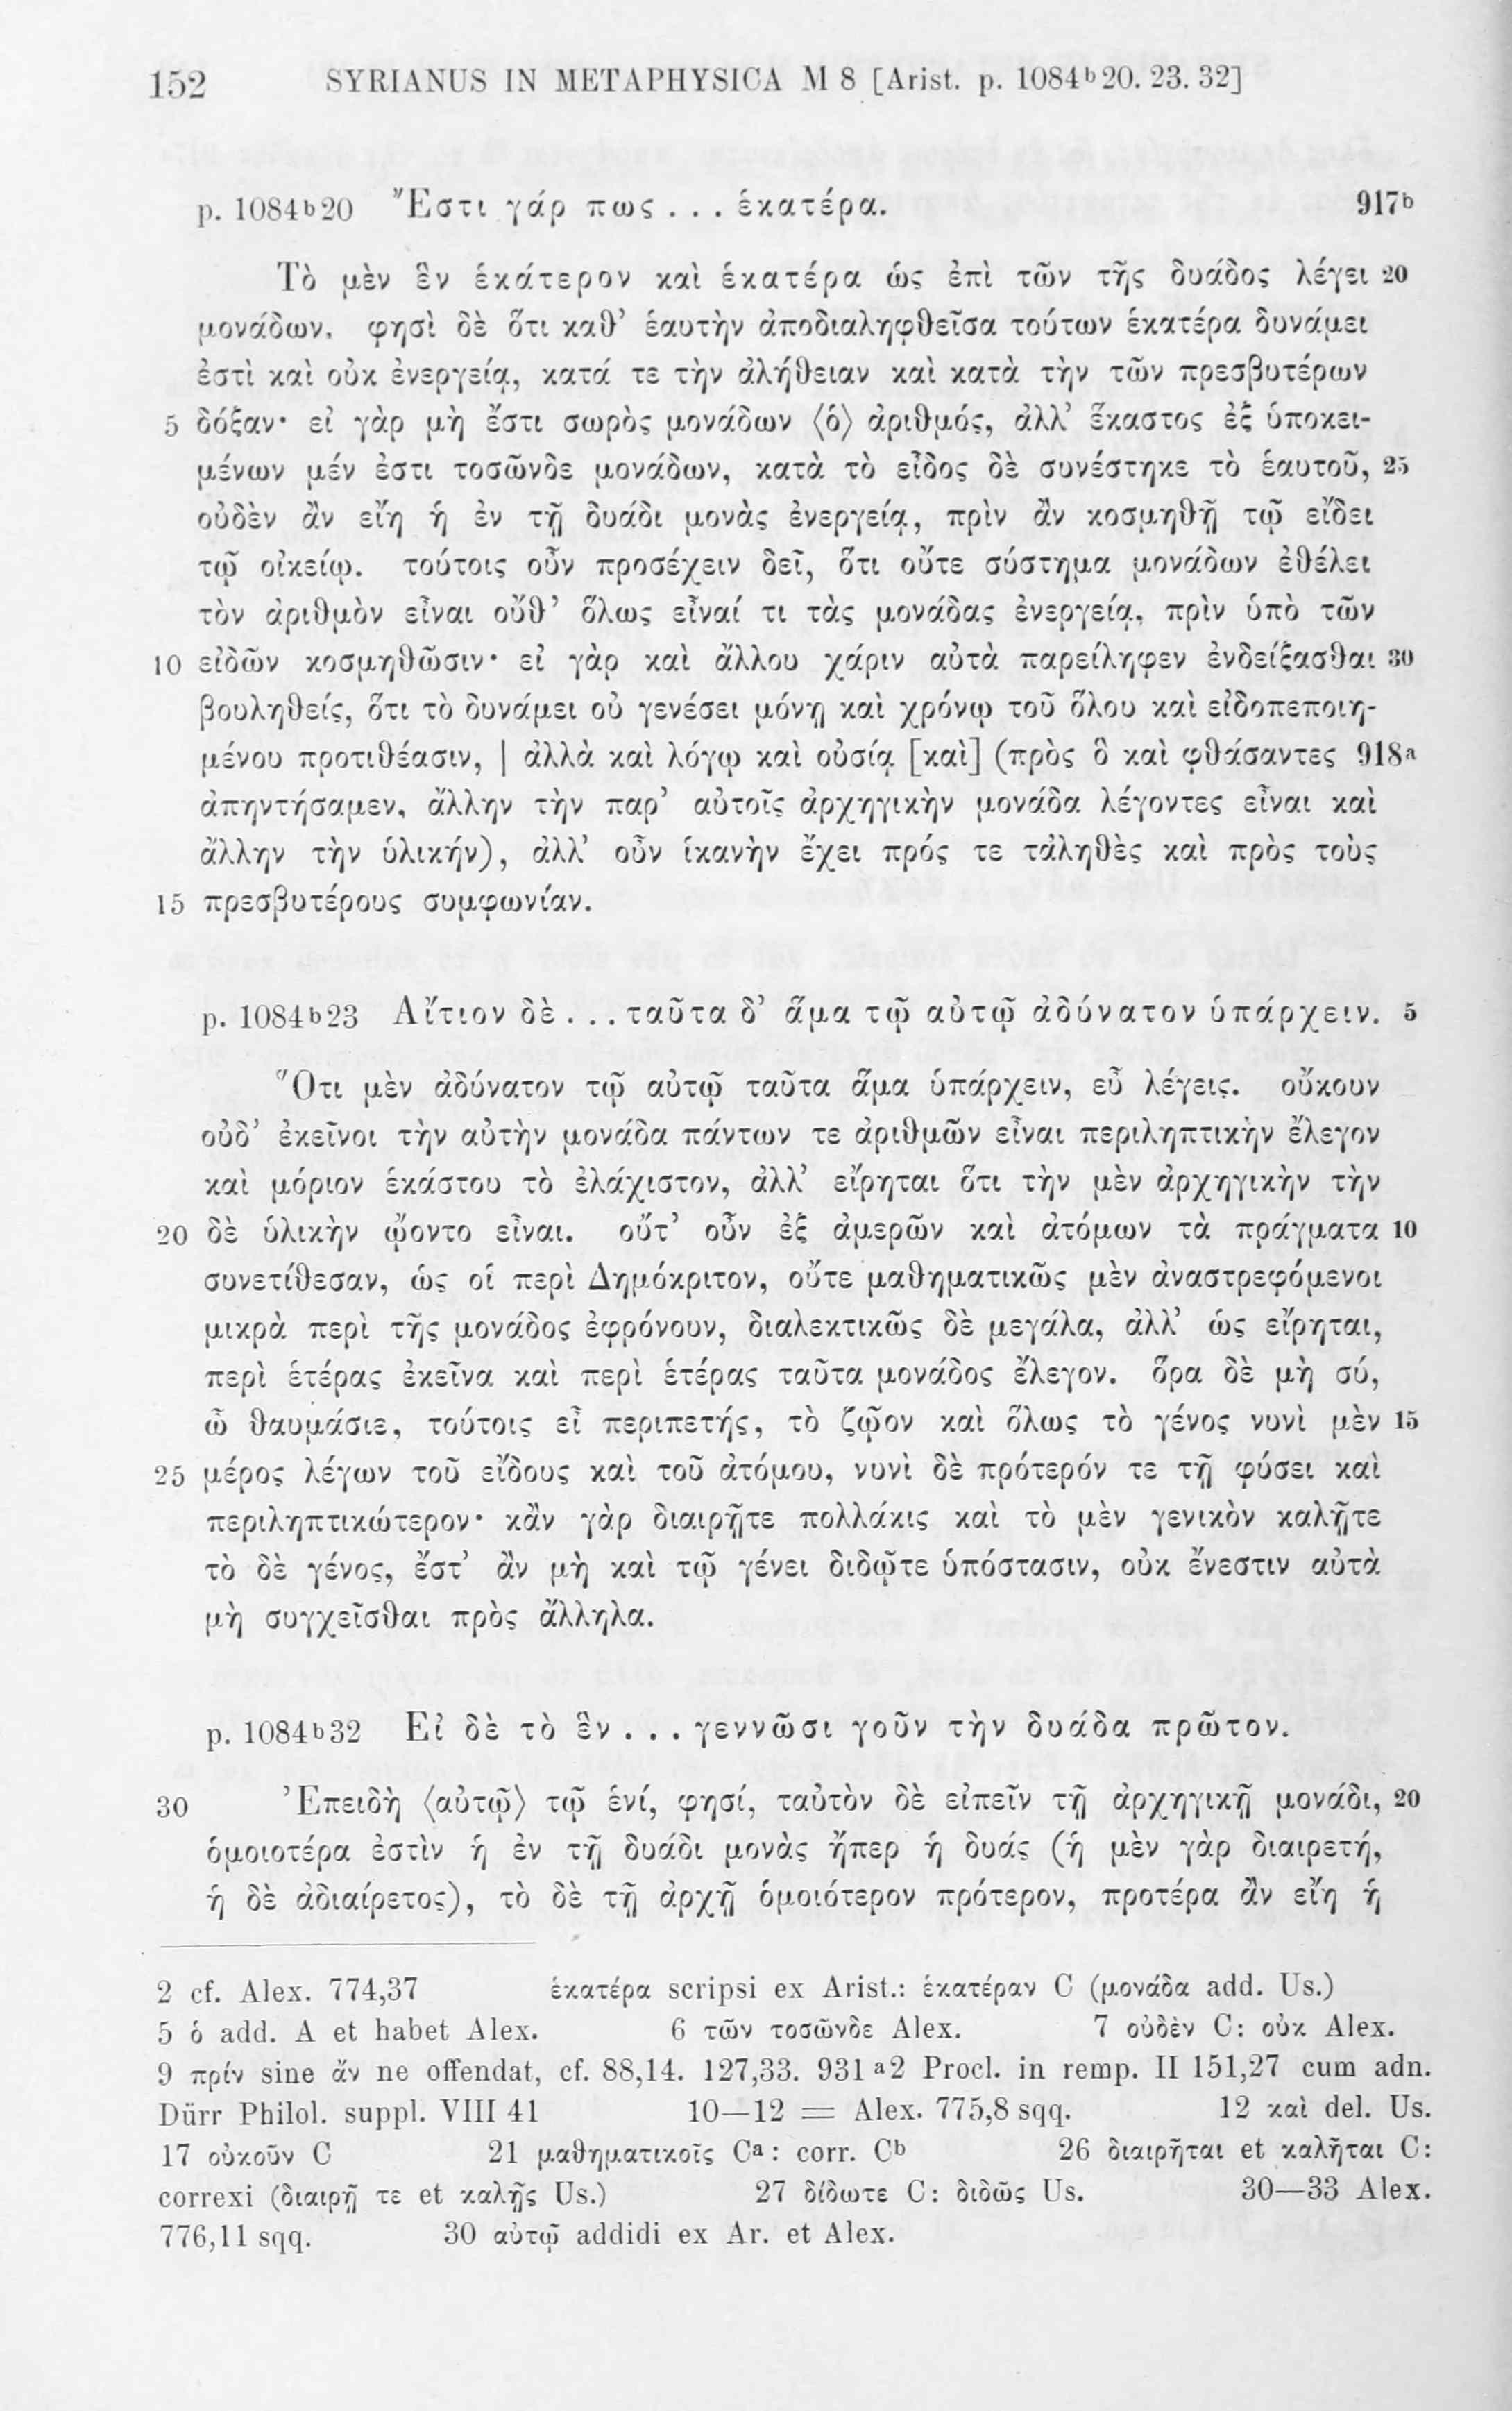 152 SYRIANUS IN METAPHYSICA M 8 [Arist. p. 1084ᵇ20. 23. 32]
p. 1084ᵇ20 Ἔστι γάρ πως . . . ἑκατέρα. 917ᵇ
Τὸ μὲν ἓν ἑκάτερον καὶ ἑκατέρα ὡς ἐπὶ τῶν τῆς δυάδος λέγει 20
μονάδων, φησὶ δὲ ὅτι καθ’ ἑαυτὴν ἀποδιαληφθεῖσα τούτων ἑκατέρα δυνάμει
ἐστὶ καὶ οὐκ ἐνεργείᾳ, κατά τε τὴν ἀλήθειαν καὶ κατὰ τὴν τῶν πρεσβυτέρων
5 δόξαν· εἰ γὰρ μὴ ἔστι σωρὸς μονάδων ⟨ὁ⟩ ἀριθμός, ἀλλ’ ἕκαστος ἐξ ὑποκει-
μένων μέν ἐστι τοσῶνδε μονάδων, κατὰ τὸ εἶδος δὲ συνέστηκε τὸ ἑαυτοῦ, 25
οὐδὲν ἂν εἴη ἡ ἐν τῇ δυάδι μονὰς ἐνεργείᾳ, πρὶν ἂν κοσμηθῇ τῷ εἴδει
τῷ οἰκείῳ. τούτοις οὖν προσέχειν δεῖ, ὅτι οὔτε σύστημα μονάδων ἐθέλει
τὸν ἀριθμὸν εἶναι οὔθ’ ὅλως εἶναί τι τὰς μονάδας ἐνεργείᾳ, πρὶν ὑπὸ τῶν
10 εἰδῶν κοσμηθῶσιν· εἰ γὰρ καὶ ἄλλου χάριν αὐτὰ παρείληφεν ἐνδείξασθαι 30
βουληθείς, ὅτι τὸ δυνάμει οὐ γενέσει μόνῃ καὶ χρόνῳ τοῦ ὅλου καὶ εἰδοπεποιη-
μένου προτιθέασιν, | ἀλλὰ καὶ λόγῳ καὶ οὐσίᾳ [καὶ] (πρὸς ὃ καὶ φθάσαντες 918ᵃ
ἀπηντήσαμεν, ἄλλην τὴν παρ’ αὐτοῖς ἀρχηγικὴν μονάδα λέγοντες εἶναι καὶ
ἄλλην τὴν ὑλικήν), ἀλλ’ οὖν ἱκανὴν ἔχει πρός τε τἀληθὲς καὶ πρὸς τοὺς
15 πρεσβυτέρους συμφωνίαν.
p. 1084ᵇ23 Αἴτιον δὲ . . . ταῦτα δ’ ἅμα τῷ αὐτῷ ἀδύνατον ὑπάρχειν. 5
Ὅτι μὲν ἀδύνατον τῷ αὐτῷ ταῦτα ἅμα ὑπάρχειν, εὖ λέγεις. οὔκουν
οὐδ’ ἐκεῖνοι τὴν αὐτὴν μονάδα πάντων τε ἀριθμῶν εἶναι περιληπτικὴν ἔλεγον
καὶ μόριον ἑκάστου τὸ ἐλάχιστον, ἀλλ’ εἴρηται ὅτι τὴν μὲν ἀρχηγικὴν τὴν
20 δὲ ὑλικὴν ᾤοντο εἶναι. οὔτ’ οὖν ἐξ ἀμερῶν καὶ ἀτόμων τὰ πράγματα 10
συνετίθεσαν, ὡς οἱ περὶ Δημόκριτον, οὔτε μαθηματικῶς μὲν ἀναστρεφόμενοι
μικρὰ περὶ τῆς μονάδος ἐφρόνουν, διαλεκτικῶς δὲ μεγάλα, ἀλλ’ ὡς εἴρηται,
περὶ ἑτέρας ἐκεῖνα καὶ περὶ ἑτέρας ταῦτα μονάδος ἔλεγον. ὅρα δὲ μὴ σύ,
ὦ θαυμάσιε, τούτοις εἶ περιπετής, τὸ ζῷον καὶ ὅλως τὸ γένος νυνὶ μὲν 15
25 μέρος λέγων τοῦ εἴδους καὶ τοῦ ἀτόμου, νυνὶ δὲ πρότερόν τε τῇ φύσει καὶ
περιληπτικώτερον· κἂν γὰρ διαιρῆτε πολλάκις καὶ τὸ μὲν γενικὸν καλῆτε
τὸ δὲ γένος, ἔστ’ ἂν μὴ καὶ τῷ γένει διδῷτε ὑπόστασιν, οὐκ ἔνεστιν αὐτὰ
μὴ συγχεῖσθαι πρὸς ἄλληλα.
p. 1084ᵇ32 Εἰ δὲ τὸ ἓν . . . γεννῶσι γοῦν τὴν δυάδα πρῶτον.
30 Ἐπειδὴ ⟨αὐτῷ⟩ τῷ ἑνί, φησί, ταὐτὸν δὲ εἰπεῖν τῇ ἀρχηγικῇ μονάδι, 20
ὁμοιοτέρα ἐστὶν ἡ ἐν τῇ δυάδι μονὰς ἤπερ ἡ δυάς (ἡ μὲν γὰρ διαιρετή,
ἡ δὲ ἀδιαίρετος), τὸ δὲ τῇ ἀρχῇ ὁμοιότερον πρότερον, προτέρα ἂν εἴη ἡ
2 cf. Alex. 774,37 ἑκατέρα scripsi ex Arist.: ἑκατέραν C (μονάδα add. Us.)
5 ὁ add. A et habet Alex. 6 τῶν τοσῶνδε Alex. 7 οὐδὲν C: οὐκ Alex.
9 πρίν sine ἄν ne offendat, cf. 88,14. 127,33. 931ᵃ2 Procl. in remp. II 151,27 cum adn.
Dürr Philol. suppl. VIII 41 10—12 = Alex. 775,8 sqq. 12 καὶ del. Us.
17 οὐκοῦν C 21 μαθηματικοῖς Cᵃ: corr. Cᵇ 26 διαιρῆται et καλῆται C:
correxi (διαιρῇ τε et καλῇς Us.) 27 δίδωτε C: διδῶς Us. 30—33 Alex.
776,11 sqq. 30 αὐτῷ addidi ex Ar. et Alex.